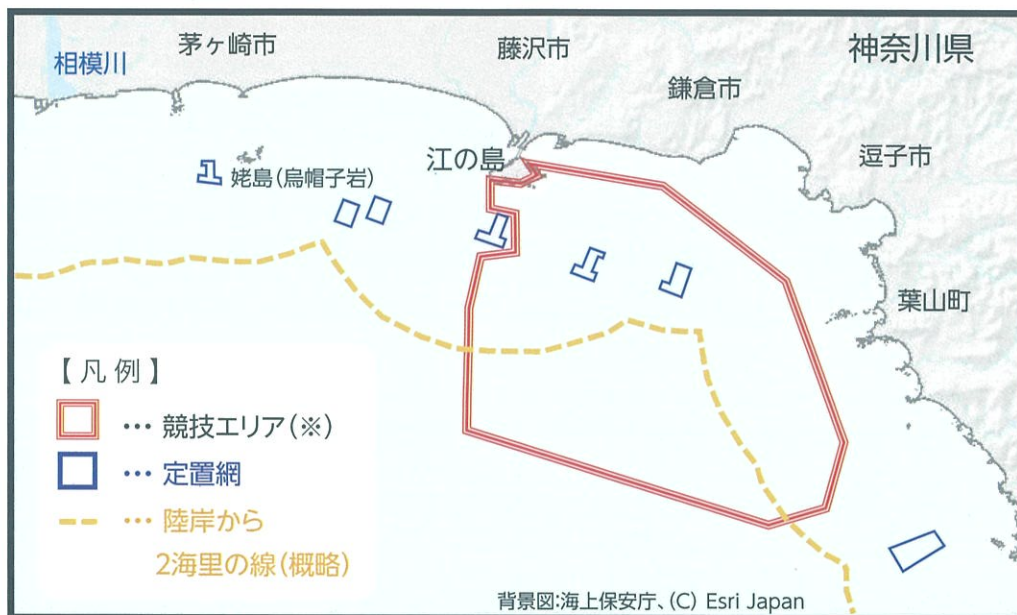 神奈川県
藤沢市
茅ヶ崎市
相模川
鎌倉市
江の島
逗子市
姥島(烏帽子岩)
葉山町
【凡例】
… 競技エリア(※)
… 定置網
… 陸岸から
2海里の線(概略)
背景図:海上保安庁、(C) Esri Japan